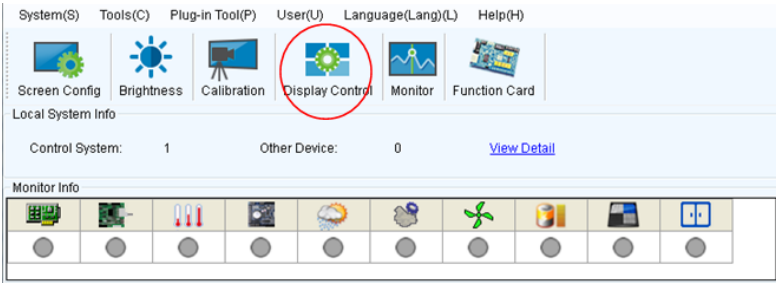 System(S) Tools(C) Plug-in Tool(P) User(U) Language(Lang)(L) Help(H)
Screen Config Brightness Calibration Display Control Monitor Function Card
Local System Info
Control System: 1 Other Device: 0 View Detail
Monitor Info